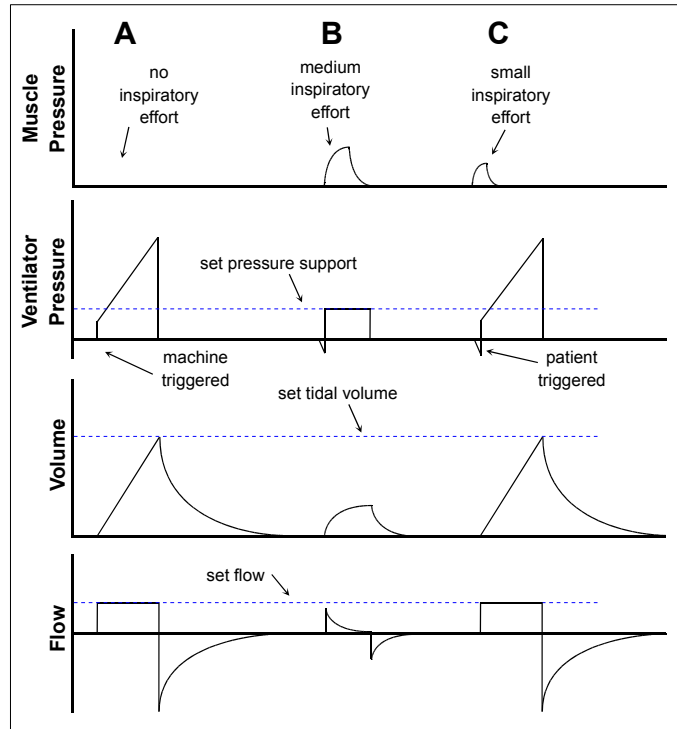 A
B
C
Muscle
Pressure
no
inspiratory
effort
medium
inspiratory
effort
small
inspiratory
effort
Ventilator
Pressure
set pressure support
machine
triggered
patient
triggered
Volume
set tidal volume
Flow
set flow